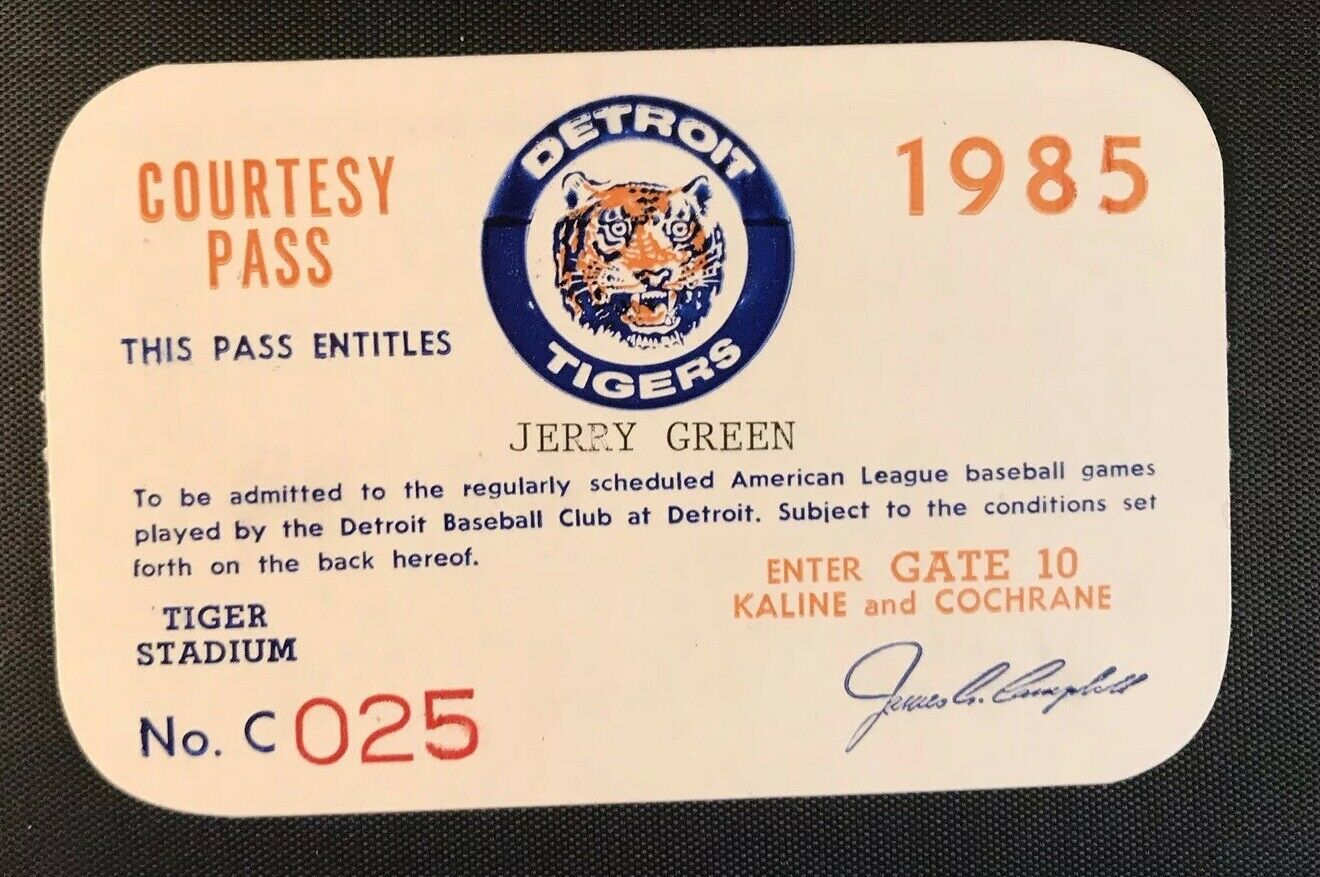 COURTESY
PASS
DETROIT
TIGERS
1985
THIS PASS ENTITLES
JERRY GREEN
To be admitted to the regularly scheduled American League baseball games
played by the Detroit Baseball Club at Detroit. Subject to the conditions set
forth on the back hereof.
ENTER GATE 10
KALINE and COCHRANE
TIGER
STADIUM
No. C 025
James A. Campbell